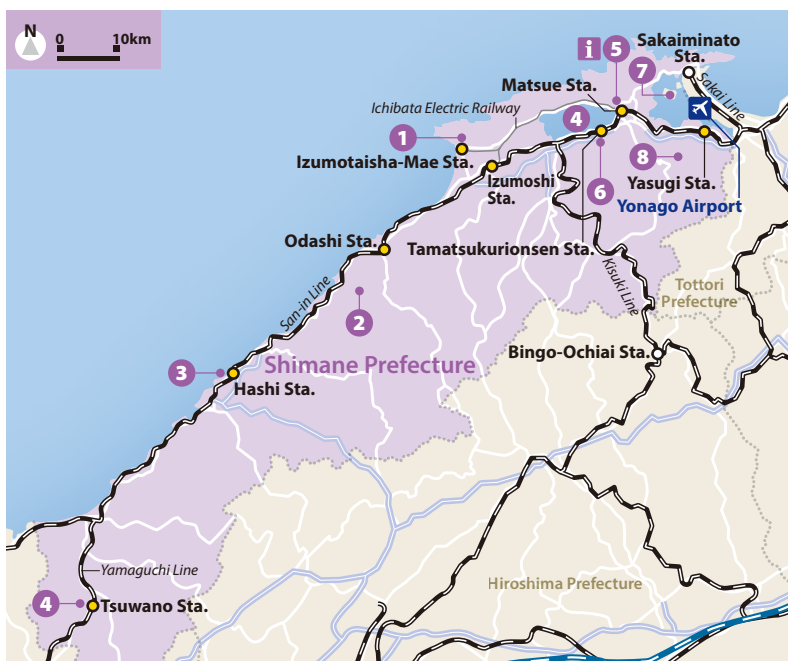 N
0 10km
i
5
Sakaiminato
Sta.
7
Sakai Line
Matsue Sta.
Ichibata Electric Railway
4
1
Izumotaisha-Mae Sta.
Izumoshi
Sta.
6
8
Yasugi Sta.
Yonago Airport
Odashi Sta.
Tamatsukurionsen Sta.
Kisuki Line
San-in Line
2
Tottori
Prefecture
Bingo-Ochiai Sta.
3
Shimane Prefecture
Hashi Sta.
Yamaguchi Line
Hiroshima Prefecture
4
Tsuwano Sta.